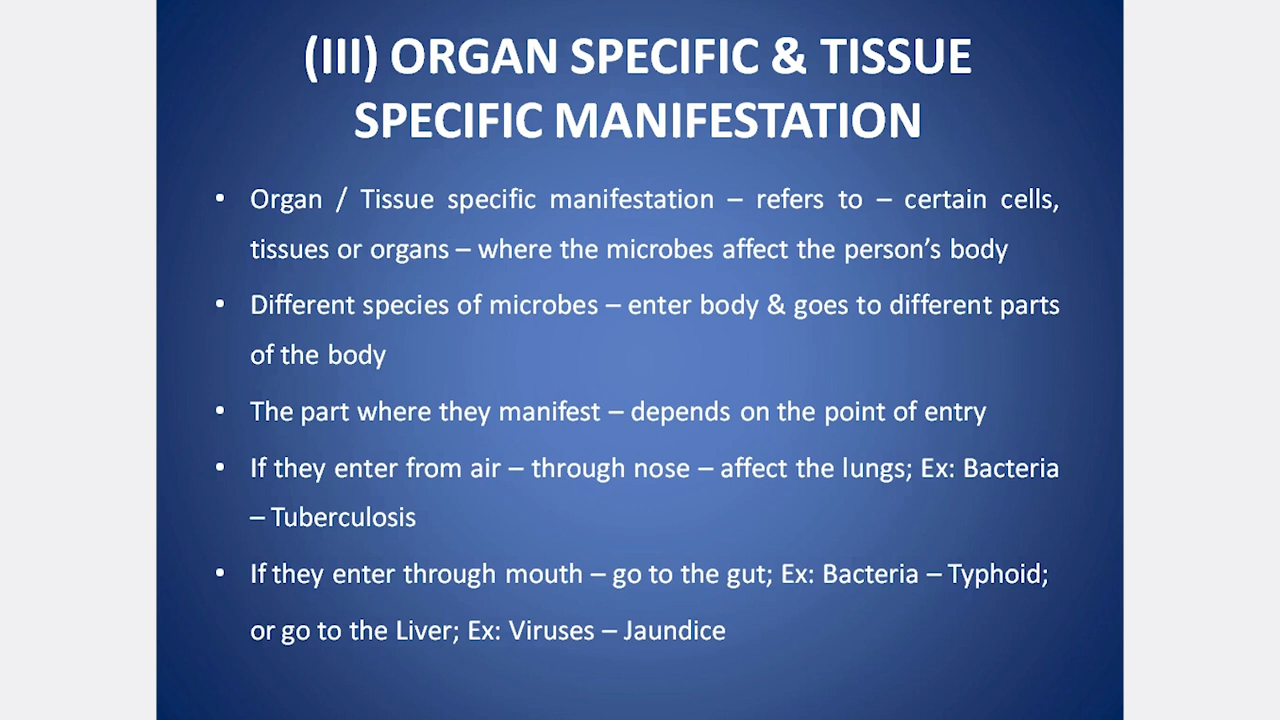 (III) ORGAN SPECIFIC & TISSUE
SPECIFIC MANIFESTATION
• Organ / Tissue specific manifestation – refers to – certain cells,
tissues or organs – where the microbes affect the person’s body
• Different species of microbes – enter body & goes to different parts
of the body
• The part where they manifest – depends on the point of entry
• If they enter from air – through nose – affect the lungs; Ex: Bacteria
– Tuberculosis
• If they enter through mouth – go to the gut; Ex: Bacteria – Typhoid;
or go to the Liver; Ex: Viruses – Jaundice